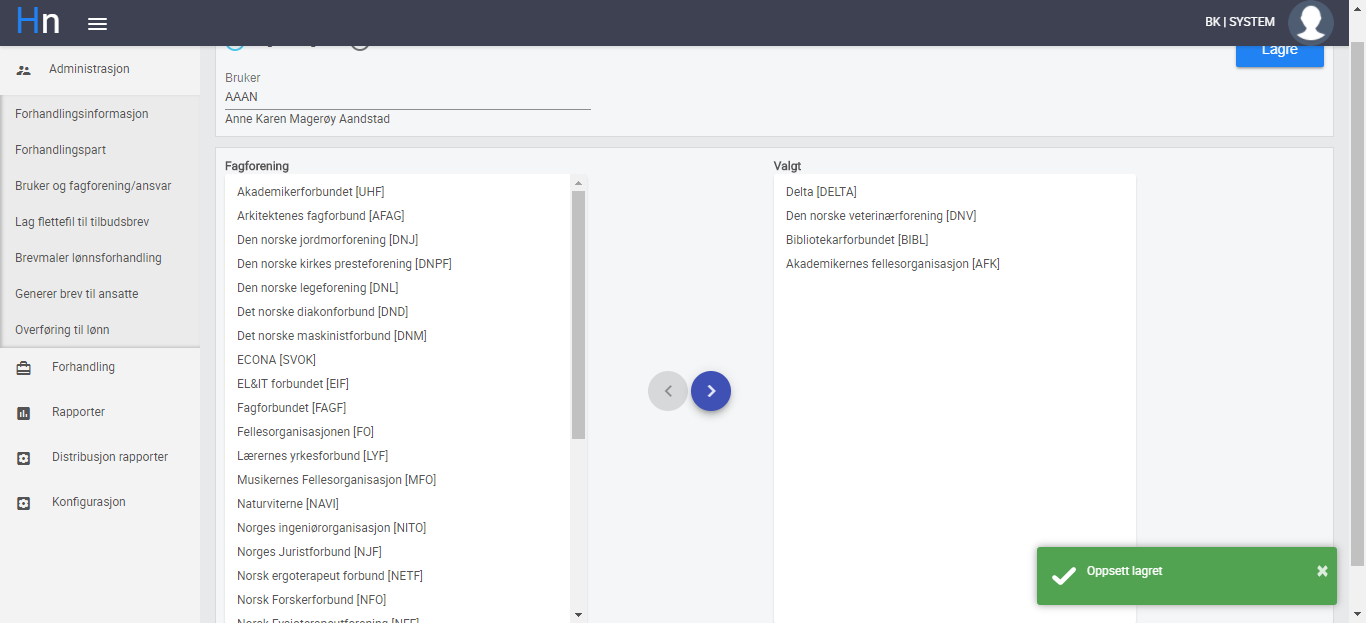 Hn
BK | SYSTEM
Administrasjon
Forhandlingsinformasjon
Forhandlingspart
Bruker og fagforening/ansvar
Lag flettefil til tilbudsbrev
Brevmaler lønnsforhandling
Generer brev til ansatte
Overføring til lønn
Forhandling
Rapporter
Distribusjon rapporter
Konfigurasjon
Lagre
Bruker
AAAN
Anne Karen Magerøy Aandstad
Fagforening
Akademikerforbundet [UHF]
Arkitektenes fagforbund [AFAG]
Den norske jordmorforening [DNJ]
Den norske kirkes presteforening [DNPF]
Den norske legeforening [DNL]
Det norske diakonforbund [DND]
Det norske maskinistforbund [DNM]
ECONA [SVOK]
EL&IT forbundet [EIF]
Fagforbundet [FAGF]
Fellesorganisasjonen [FO]
Lærernes yrkesforbund [LYF]
Musikernes Fellesorganisasjon [MFO]
Naturviterne [NAVI]
Norges ingeniørorganisasjon [NITO]
Norges Juristforbund [NJF]
Norsk ergoterapeut forbund [NETF]
Norsk Forskerforbund [NFO]
Norsk Fysioterapeutforening [NFF]
Valgt
Delta [DELTA]
Den norske veterinærforening [DNV]
Bibliotekarforbundet [BIBL]
Akademikernes fellesorganisasjon [AFK]
Oppsett lagret